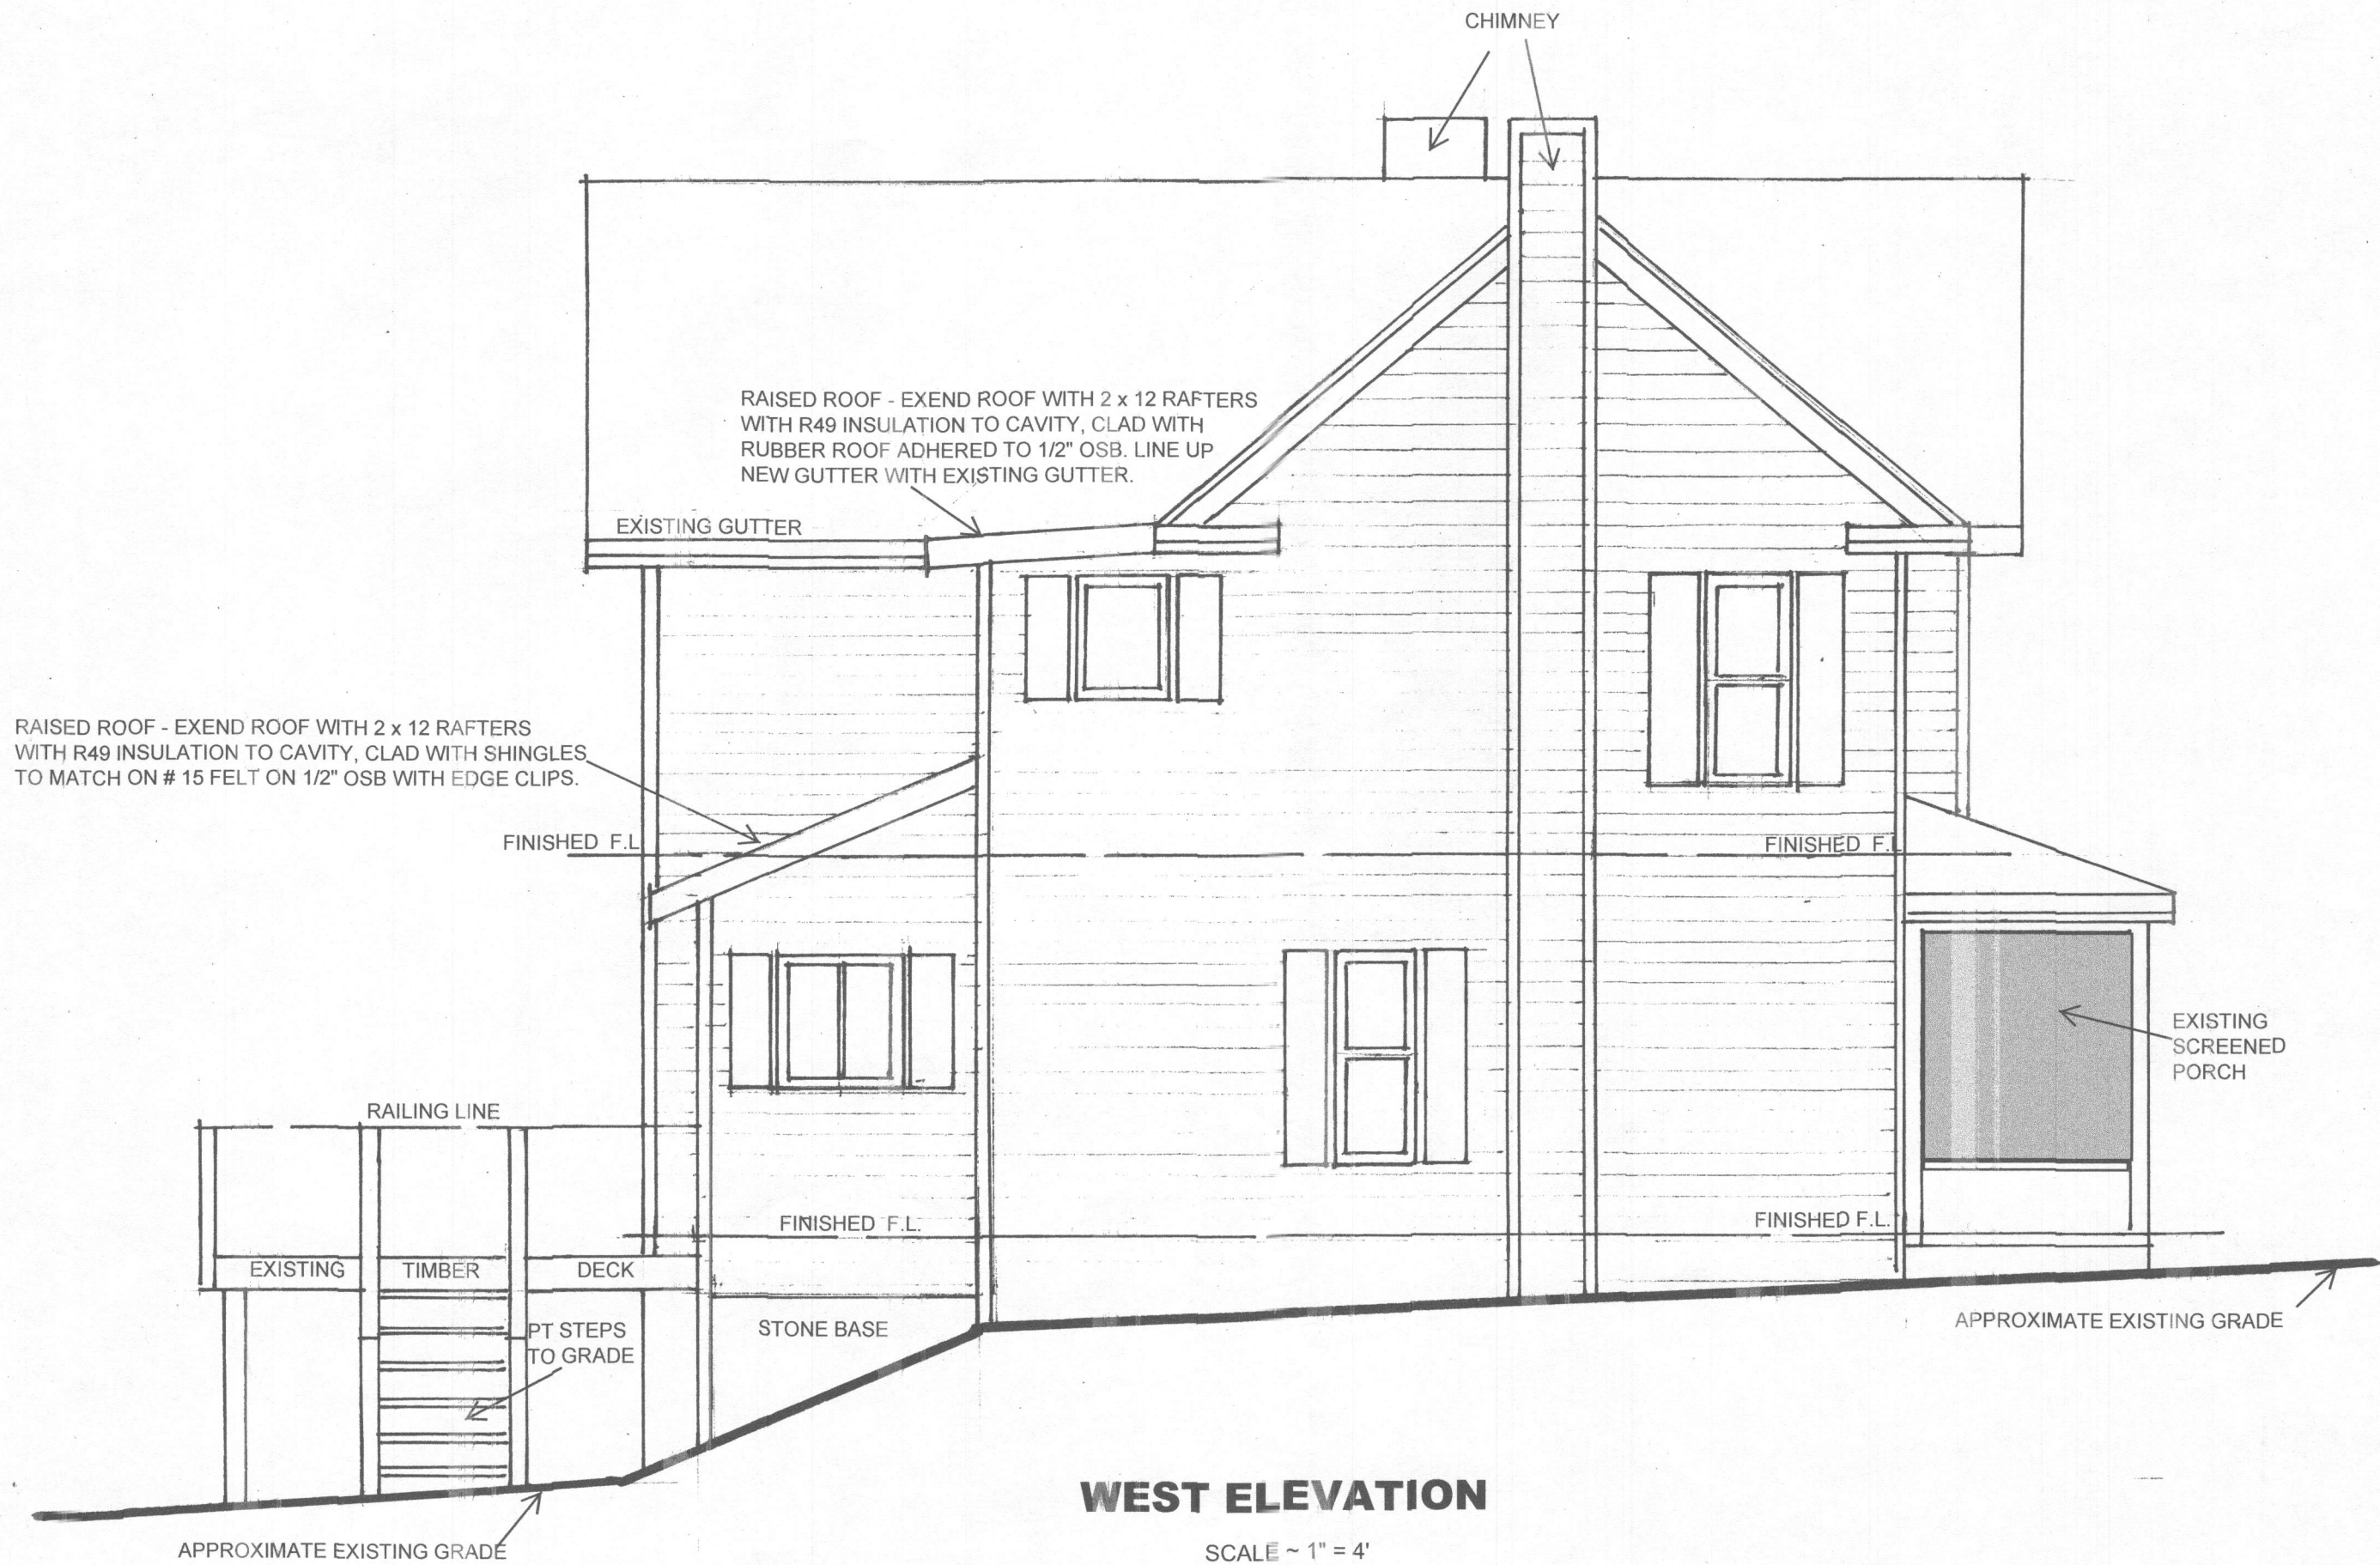 CHIMNEY
RAISED ROOF - EXEND ROOF WITH 2 x 12 RAFTERS
WITH R49 INSULATION TO CAVITY, CLAD WITH
RUBBER ROOF ADHERED TO 1/2" OSB. LINE UP
NEW GUTTER WITH EXISTING GUTTER.
EXISTING GUTTER
RAISED ROOF - EXEND ROOF WITH 2 x 12 RAFTERS
WITH R49 INSULATION TO CAVITY, CLAD WITH SHINGLES
TO MATCH ON # 15 FELT ON 1/2" OSB WITH EDGE CLIPS.
FINISHED F.L
FINISHED F.L
EXISTING
SCREENED
PORCH
RAILING LINE
FINISHED F.L.
FINISHED F.L.
EXISTING TIMBER DECK
PT STEPS
TO GRADE
STONE BASE
APPROXIMATE EXISTING GRADE
APPROXIMATE EXISTING GRADE
WEST ELEVATION
SCALE ~ 1" = 4'